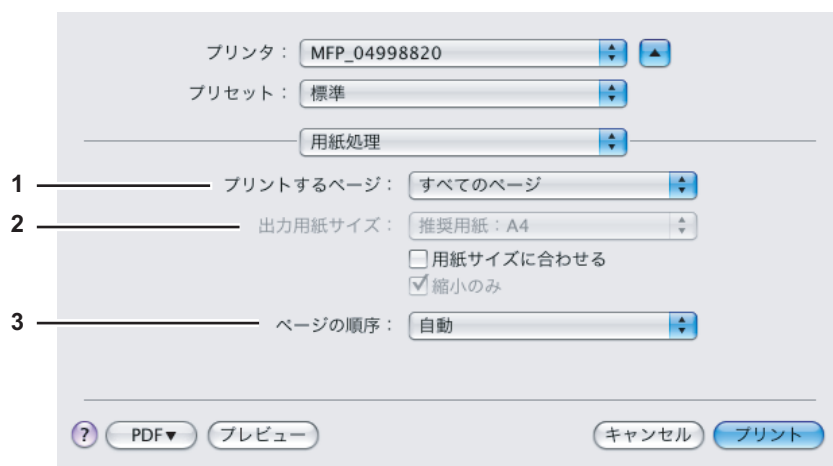 プリンタ： MFP_04998820
プリセット： 標準
用紙処理
1 プリントするページ： すべてのページ
2 出力用紙サイズ： 推奨用紙：A4
用紙サイズに合わせる
縮小のみ
3 ページの順序： 自動
? PDF▼ プレビュー キャンセル プリント